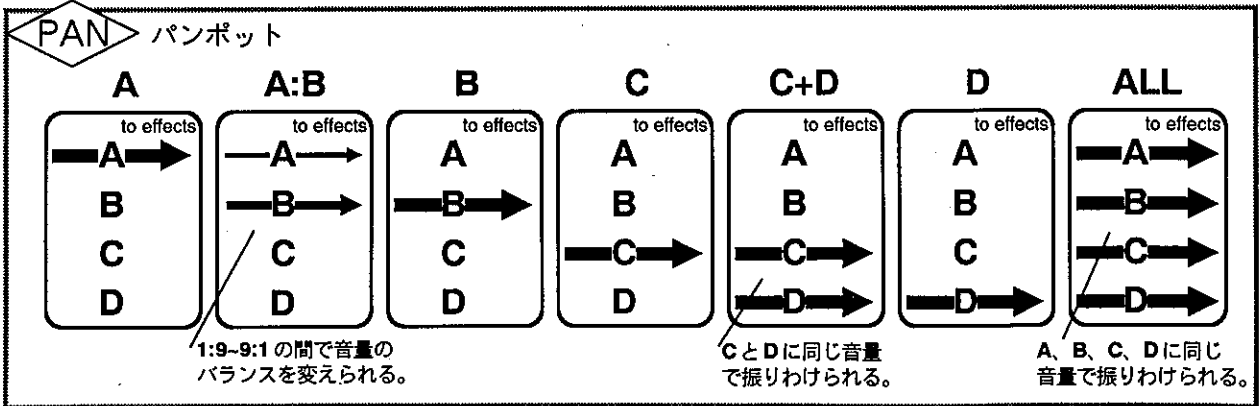 PAN パンポット
A A:B B C C+D D ALL
to effects to effects to effects to effects to effects to effects to effects
A A A A A A A
B B B B B B B
C C C C C C C
D D D D D D D
1:9~9:1の間で音量の
バランスを変えられる。
CとDに同じ音量
で振りわけられる。
A、B、C、Dに同じ
音量で振りわけられる。